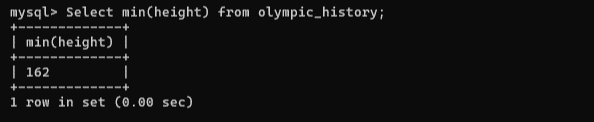 mysql> Select min(height) from olympic_history;
+-------------+
| min(height) |
+-------------+
| 162         |
+-------------+
1 row in set (0.00 sec)